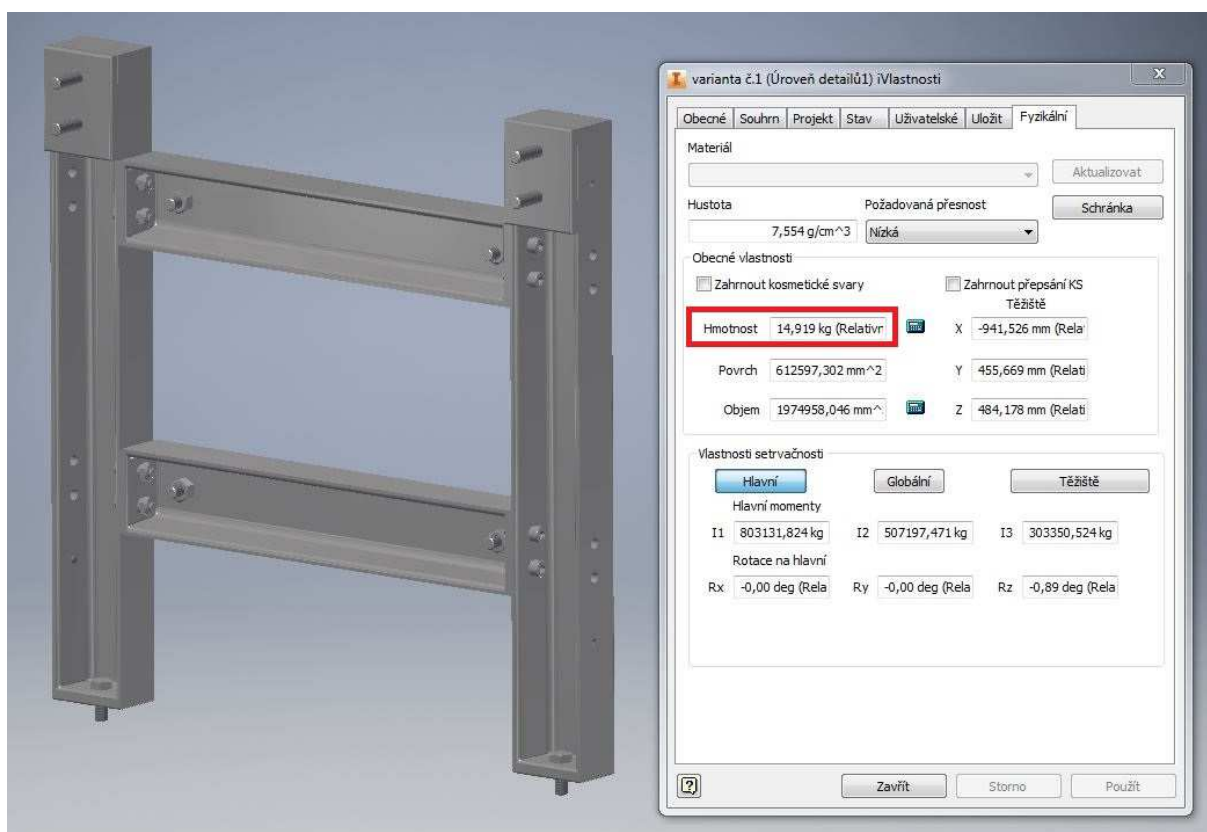 varianta č.1 (Úroveň detailů1) iVlastnosti
Obecné Souhrn Projekt Stav Uživatelské Uložit Fyzikální
Materiál
Aktualizovat
Hustota Požadovaná přesnost Schránka
7,554 g/cm^3 Nízká
Obecné vlastnosti
Zahrnout kosmetické svary Zahrnout přepsání KS
Těžiště
Hmotnost 14,919 kg (Relativn X -941,526 mm (Rela
Povrch 612597,302 mm^2 Y 455,669 mm (Relati
Objem 1974958,046 mm^ Z 484,178 mm (Relati
Vlastnosti setrvačnosti
Hlavní Globální Těžiště
Hlavní momenty
I1 803131,824 kg I2 507197,471 kg I3 303350,524 kg
Rotace na hlavní
Rx -0,00 deg (Rela Ry -0,00 deg (Rela Rz -0,89 deg (Rela
Zavřít Storno Použít